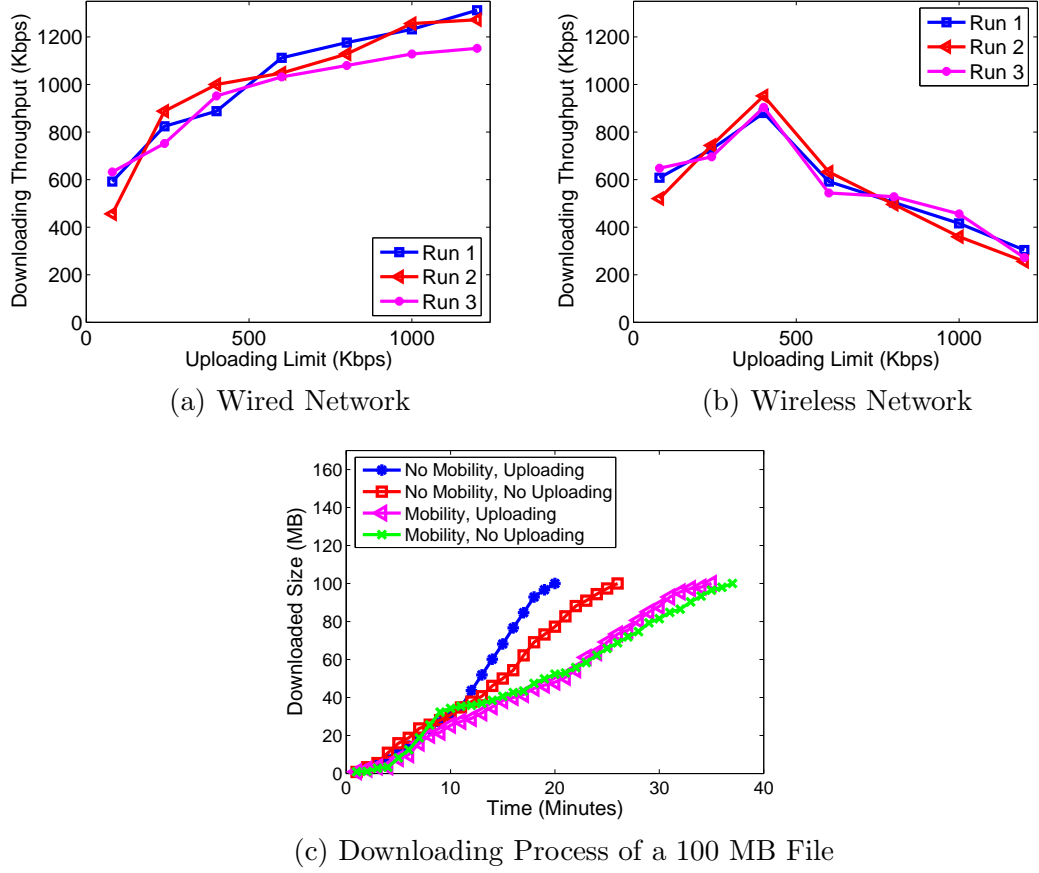 1200
1000
800
600
400
200
0
Downloading Throughput (Kbps)
Run 1
Run 2
Run 3
0
500
1000
Uploading Limit (Kbps)
(a) Wired Network
1200
1000
800
600
400
200
0
Downloading Throughput (Kbps)
Run 1
Run 2
Run 3
0
500
1000
Uploading Limit (Kbps)
(b) Wireless Network
160
140
120
100
80
60
40
20
0
Downloaded Size (MB)
No Mobility, Uploading
No Mobility, No Uploading
Mobility, Uploading
Mobility, No Uploading
0
10
20
30
40
Time (Minutes)
(c) Downloading Process of a 100 MB File